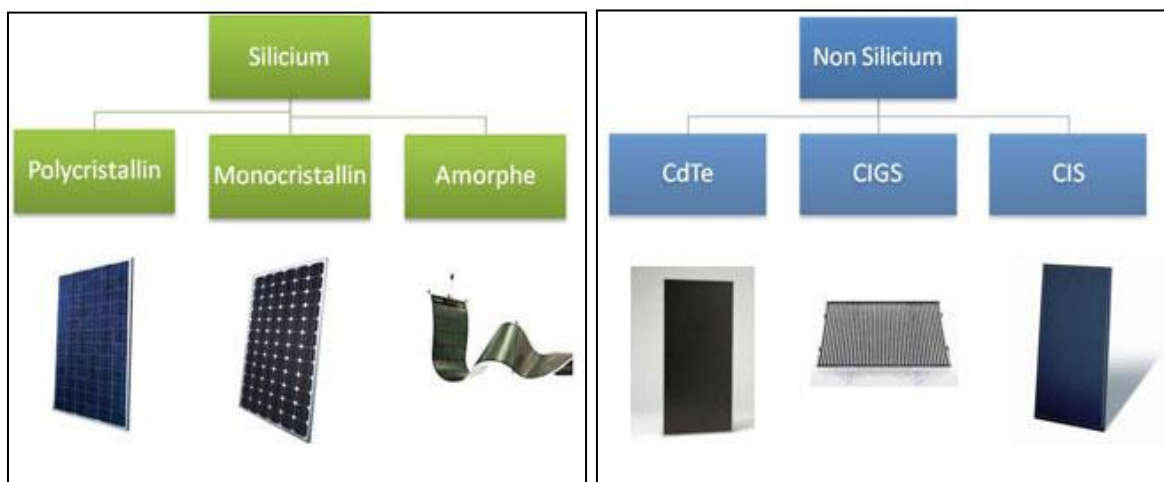 Silicium
Polycristallin
Monocristallin
Amorphe
Non Silicium
CdTe
CIGS
CIS